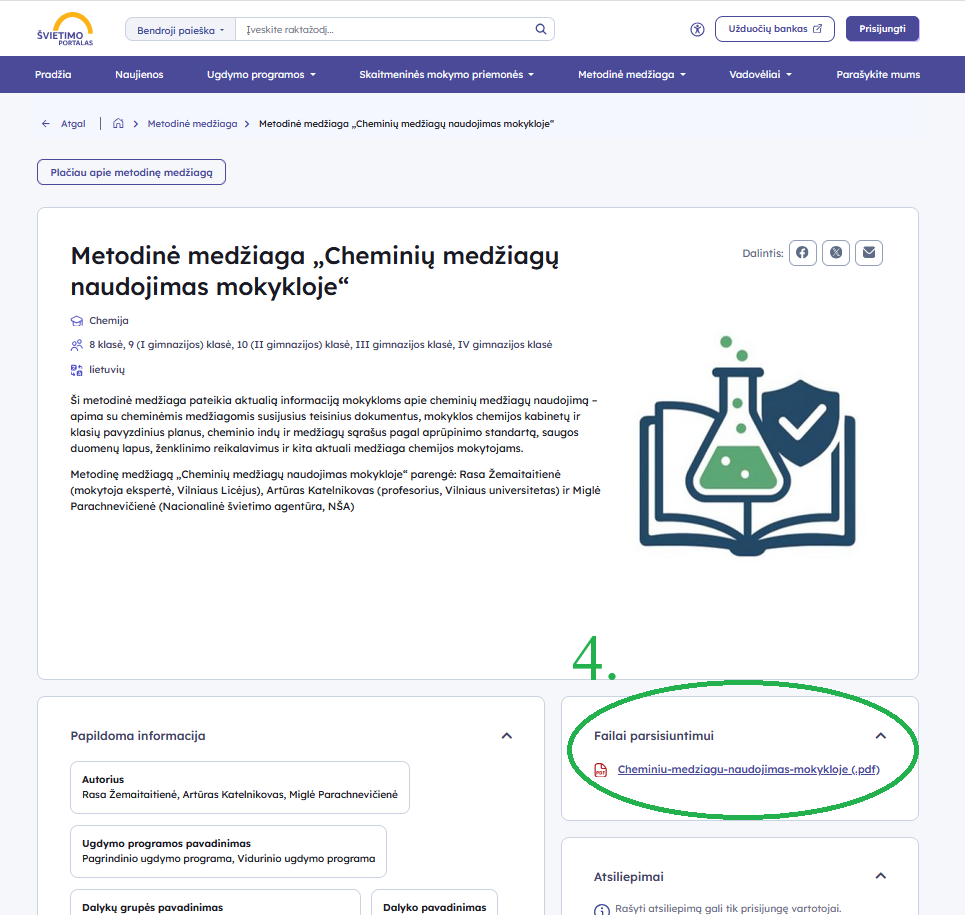 ŠVIETIMO
PORTALAS
Bendroji paieška
Įveskite raktažodį...
Užduočių bankas
Prisijungti
Pradžia
Naujienos
Ugdymo programos
Skaitmeninės mokymo priemonės
Metodinė medžiaga
Vadovėliai
Parašykite mums
Atgal
Metodinė medžiaga
Metodinė medžiaga „Cheminių medžiagų naudojimas mokykloje“
Plačiau apie metodinę medžiagą
Metodinė medžiaga „Cheminių medžiagų
naudojimas mokykloje“
Dalintis:
Chemija
8 klasė, 9 (I gimnazijos) klasė, 10 (II gimnazijos) klasė, III gimnazijos klasė, IV gimnazijos klasė
lietuvių
Ši metodinė medžiaga pateikia aktualią informaciją mokykloms apie cheminių medžiagų naudojimą –
apima su cheminėmis medžiagomis susijusius teisinius dokumentus, mokyklos chemijos kabinetų ir
klasių pavyzdinius planus, cheminio indų ir medžiagų sąrašus pagal aprūpinimo standartą, saugos
duomenų lapus, ženklinimo reikalavimus ir kita aktuali medžiaga chemijos mokytojams.
Metodinę medžiagą „Cheminių medžiagų naudojimas mokykloje“ parengė: Rasa Žemaitaitienė
(mokytoja ekspertė, Vilniaus Licėjus), Artūras Katelnikovas (profesorius, Vilniaus universitetas) ir Miglė
Parachnevičienė (Nacionalinė švietimo agentūra, NŠA)
4.
Papildoma informacija
Autorius
Rasa Žemaitaitienė, Artūras Katelnikovas, Miglė Parachnevičienė
Ugdymo programos pavadinimas
Pagrindinio ugdymo programa, Vidurinio ugdymo programa
Dalykų grupės pavadinimas
Dalyko pavadinimas
Failai parsisiuntimui
PDF
Cheminiu-medziagu-naudojimas-mokykloje (.pdf)
Atsiliepimai
Rašyti atsiliepimą gali tik prisijungę vartotojai.